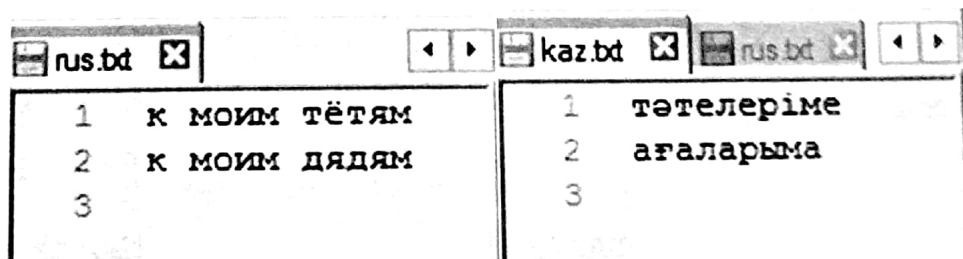 rus.txt
1 к моим тётям
2 к моим дядям
3
kaz.txt rus.txt
1 тәтелеріме
2 ағаларыма
3